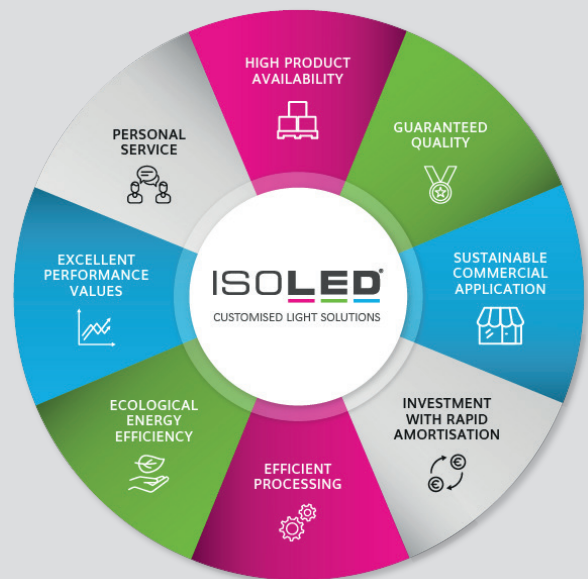 HIGH PRODUCT
AVAILABILITY
GUARANTEED
QUALITY
SUSTAINABLE
COMMERCIAL
APPLICATION
INVESTMENT
WITH RAPID
AMORTISATION
EFFICIENT
PROCESSING
ECOLOGICAL
ENERGY
EFFICIENCY
EXCELLENT
PERFORMANCE
VALUES
PERSONAL
SERVICE
ISOLED®
CUSTOMISED LIGHT SOLUTIONS